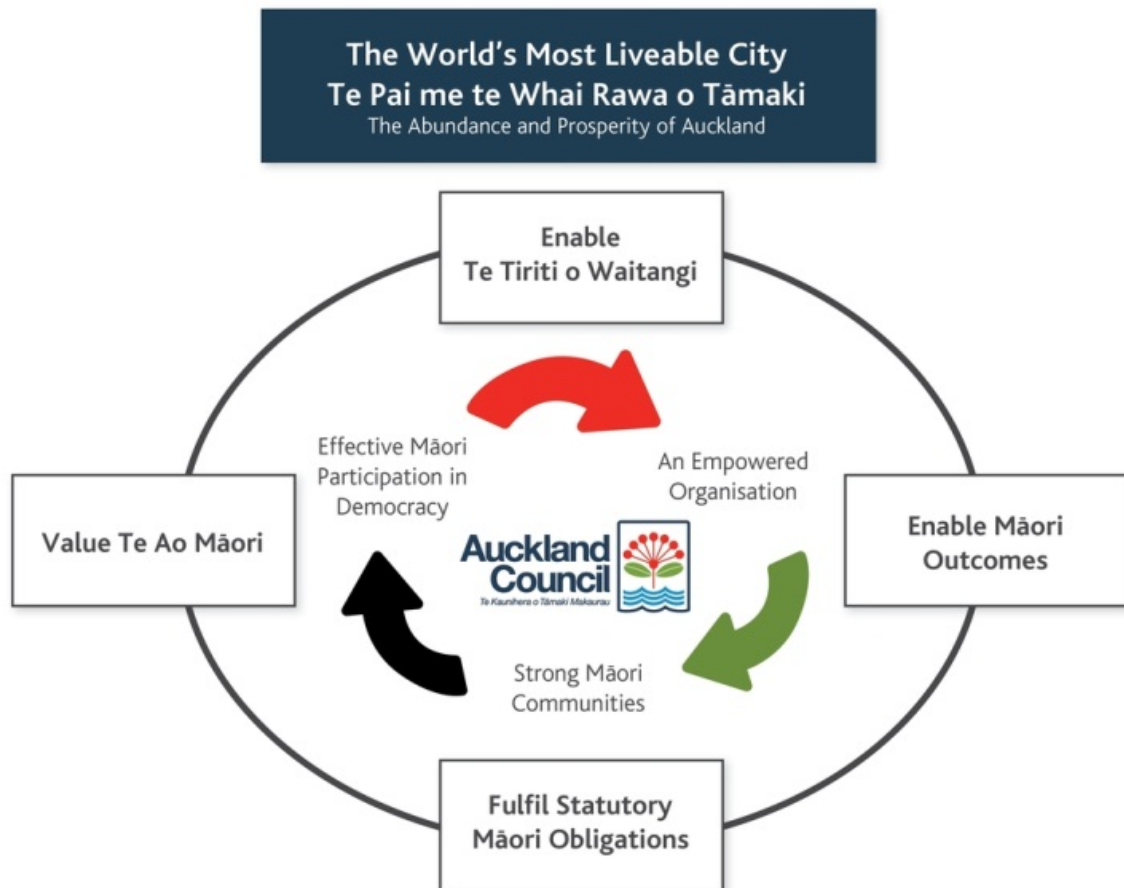 The World's Most Liveable City
Te Pai me te Whai Rawa o Tāmaki
The Abundance and Prosperity of Auckland
Enable
Te Tiriti o Waitangi
Effective Māori
Participation in
Democracy
An Empowered
Organisation
Value Te Ao Māori
Auckland
Council
Te Kaunihera o Tāmaki Makaurau
Enable Māori
Outcomes
Strong Māori
Communities
Fulfil Statutory
Māori Obligations